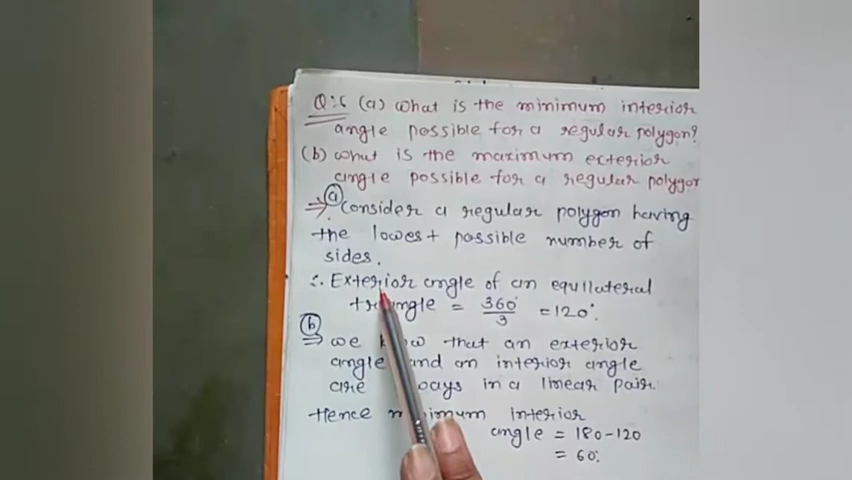 Q:6 (a) what is the minimum interior
angle possible for a regular polygon?
(b) what is the maximum exterior
angle possible for a regular polygon
⇒ (a) Consider a regular polygon having
the lowest possible number of
sides.
∴ Exterior angle of an equilateral
= 360°/3 = 120°.
(b)
⇒ we that an exterior
angle and an interior angle
are in a linear pair.
Hence interior
angle = 180-120
= 60°.